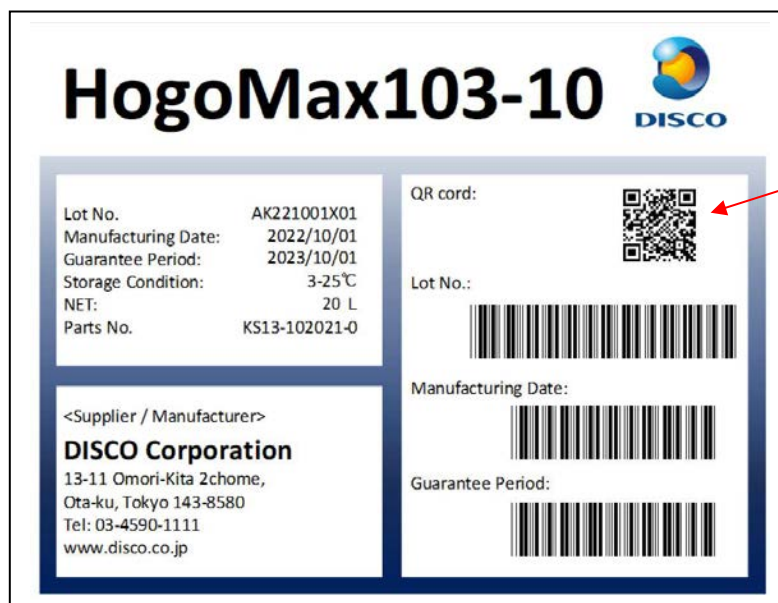 HogoMax103-10
DISCO
Lot No. AK221001X01
Manufacturing Date: 2022/10/01
Guarantee Period: 2023/10/01
Storage Condition: 3-25℃
NET: 20 L
Parts No. KS13-102021-0
<Supplier / Manufacturer>
DISCO Corporation
13-11 Omori-Kita 2chome,
Ota-ku, Tokyo 143-8580
Tel: 03-4590-1111
www.disco.co.jp
QR cord:
Lot No.:
Manufacturing Date:
Guarantee Period: